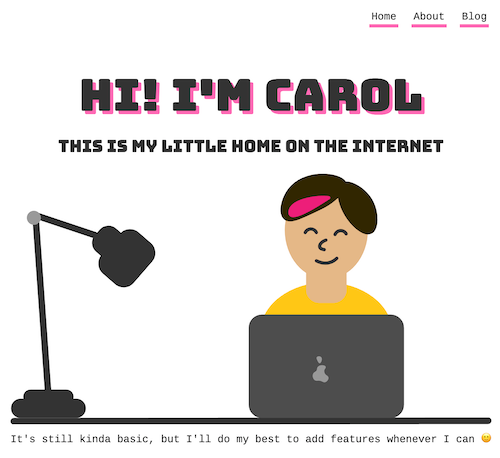 Home About Blog
HI! I'M CAROL
THIS IS MY LITTLE HOME ON THE INTERNET
It's still kinda basic, but I'll do my best to add features whenever I can 😀